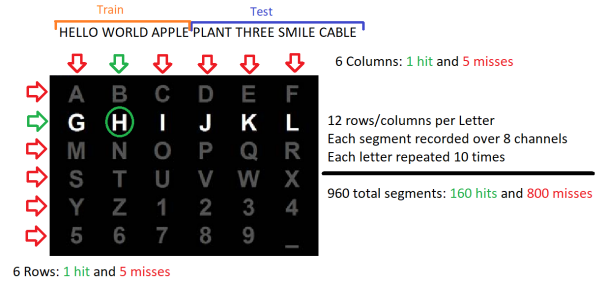 Train Test
HELLO WORLD APPLE PLANT THREE SMILE CABLE
6 Columns: 1 hit and 5 misses
A B C D E F
G H I J K L
M N O P Q R
S T U V W X
Y Z 1 2 3 4
5 6 7 8 9 _
12 rows/columns per Letter
Each segment recorded over 8 channels
Each letter repeated 10 times
960 total segments: 160 hits and 800 misses
6 Rows: 1 hit and 5 misses